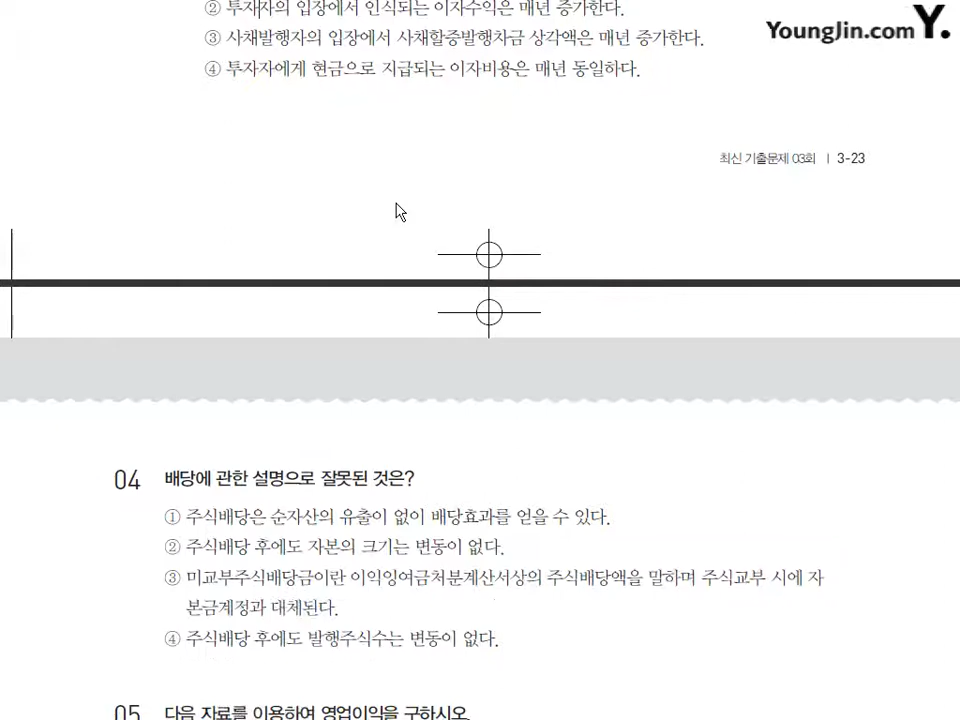 ② 투자자의 입장에서 인식되는 이자수익은 매년 증가한다.
③ 사채발행자의 입장에서 사채할증발행차금 상각액은 매년 증가한다.
④ 투자자에게 현금으로 지급되는 이자비용은 매년 동일하다.
YoungJin.com Y.
최신 기출문제 03회 | 3-23
04 배당에 관한 설명으로 잘못된 것은?
① 주식배당은 순자산의 유출이 없이 배당효과를 얻을 수 있다.
② 주식배당 후에도 자본의 크기는 변동이 없다.
③ 미교부주식배당금이란 이익잉여금처분계산서상의 주식배당액을 말하며 주식교부 시에 자
본금계정과 대체된다.
④ 주식배당 후에도 발행주식수는 변동이 없다.
05 다음 자료를 이용하여 영업이익을 구하시오.